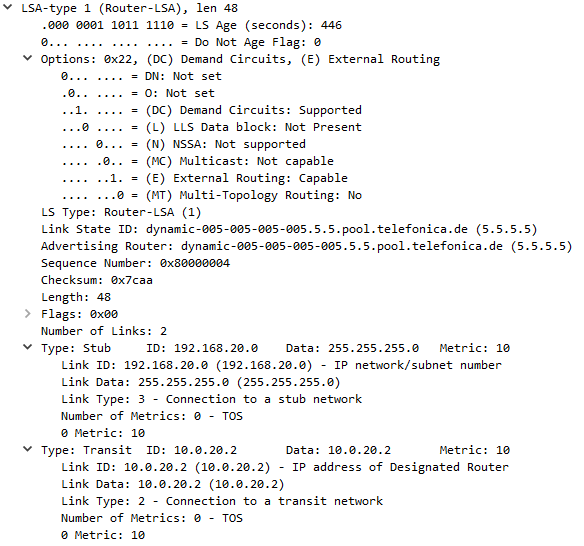 LSA-type 1 (Router-LSA), len 48
.000 0001 1011 1110 = LS Age (seconds): 446
0... .... .... .... = Do Not Age Flag: 0
Options: 0x22, (DC) Demand Circuits, (E) External Routing
0... .... = DN: Not set
.0.. .... = O: Not set
..1. .... = (DC) Demand Circuits: Supported
...0 .... = (L) LLS Data block: Not Present
.... 0... = (N) NSSA: Not supported
.... .0.. = (MC) Multicast: Not capable
.... ..1. = (E) External Routing: Capable
.... ...0 = (MT) Multi-Topology Routing: No
LS Type: Router-LSA (1)
Link State ID: dynamic-005-005-005-005.5.5.pool.telefonica.de (5.5.5.5)
Advertising Router: dynamic-005-005-005-005.5.5.pool.telefonica.de (5.5.5.5)
Sequence Number: 0x80000004
Checksum: 0x7caa
Length: 48
Flags: 0x00
Number of Links: 2
Type: Stub     ID: 192.168.20.0    Data: 255.255.255.0   Metric: 10
Link ID: 192.168.20.0 (192.168.20.0) - IP network/subnet number
Link Data: 255.255.255.0 (255.255.255.0)
Link Type: 3 - Connection to a stub network
Number of Metrics: 0 - TOS
0 Metric: 10
Type: Transit  ID: 10.0.20.2       Data: 10.0.20.2       Metric: 10
Link ID: 10.0.20.2 (10.0.20.2) - IP address of Designated Router
Link Data: 10.0.20.2 (10.0.20.2)
Link Type: 2 - Connection to a transit network
Number of Metrics: 0 - TOS
0 Metric: 10